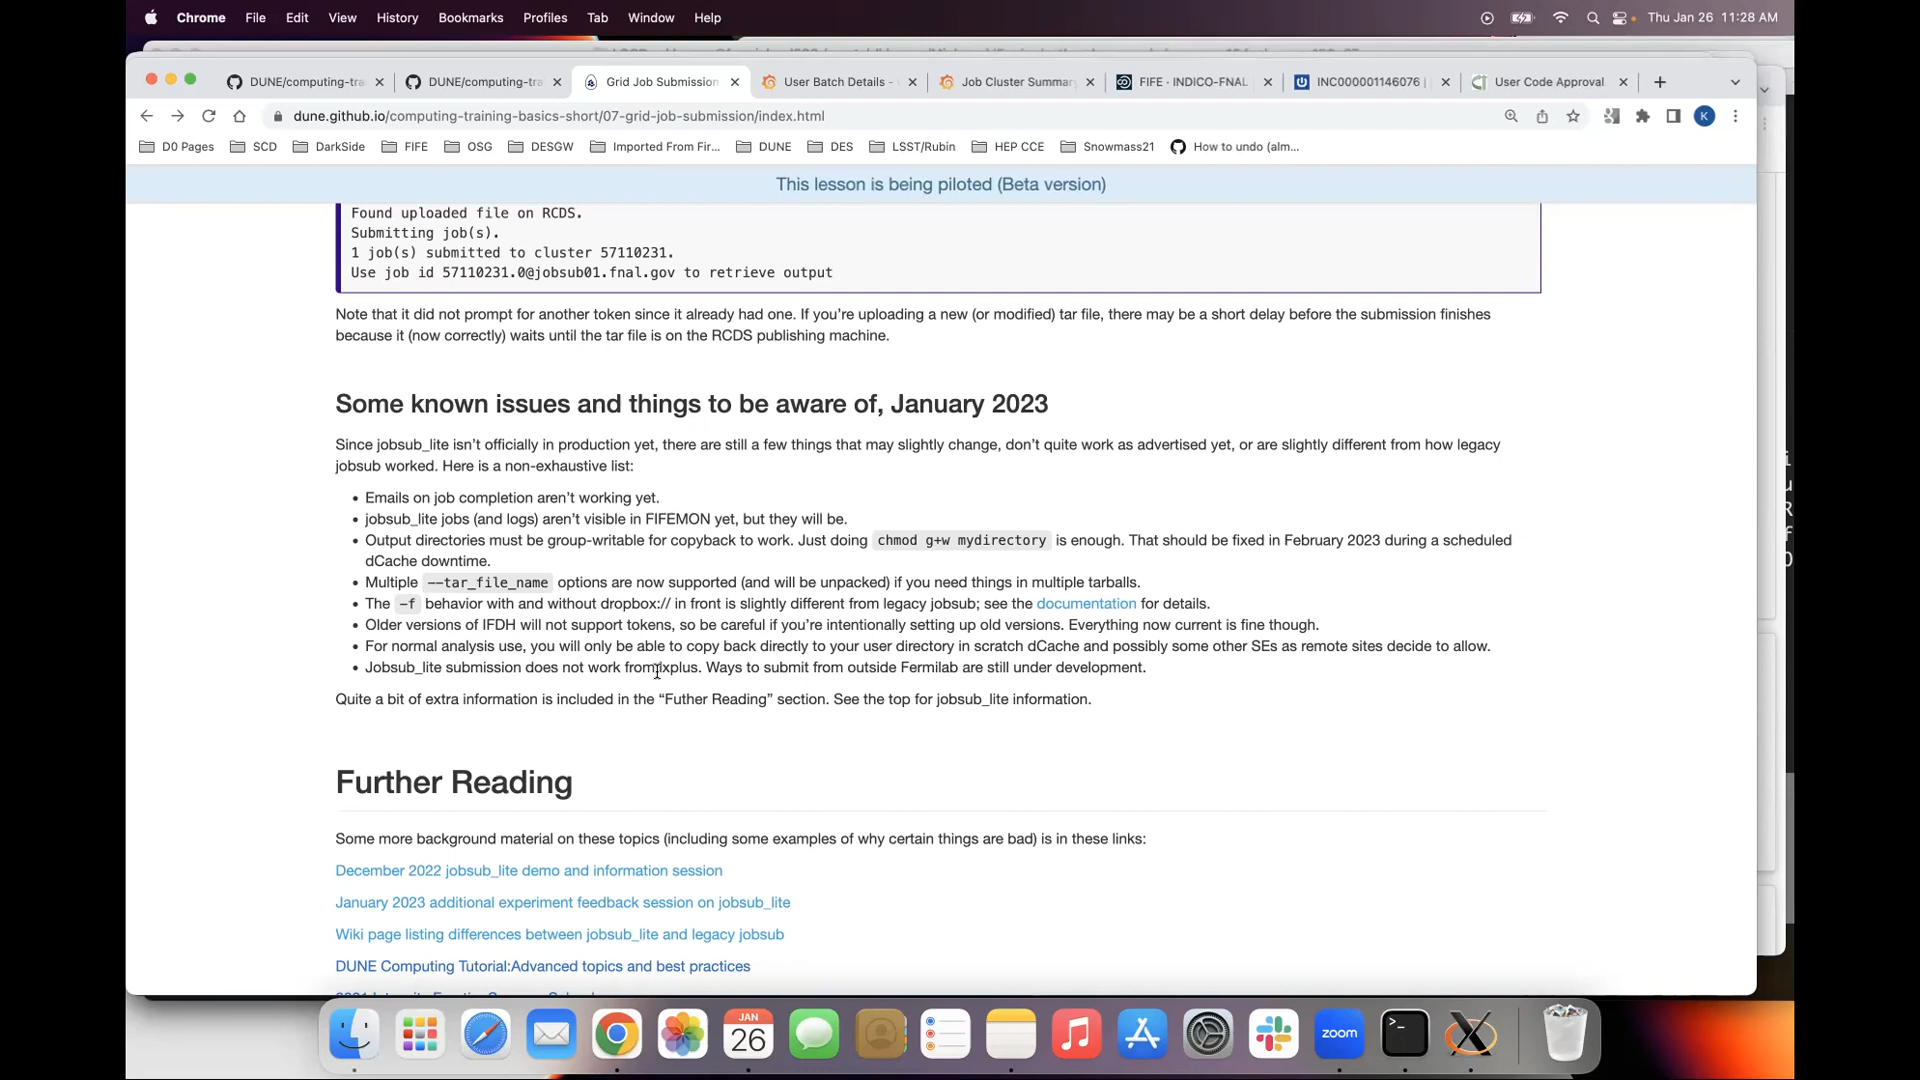 Chrome File Edit View History Bookmarks Profiles Tab Window Help Thu Jan 26 11:28 AM
DUNE/computing-tra DUNE/computing-tra Grid Job Submission User Batch Details - Job Cluster Summary FIFE · INDICO-FNAL INC000001146076 | User Code Approval
dune.github.io/computing-training-basics-short/07-grid-job-submission/index.html K
D0 Pages SCD DarkSide FIFE OSG DESGW Imported From Fir... DUNE DES LSST/Rubin HEP CCE Snowmass21 How to undo (alm...
This lesson is being piloted (Beta version)
Found uploaded file on RCDS.
Submitting job(s).
1 job(s) submitted to cluster 57110231.
Use job id 57110231.0@jobsub01.fnal.gov to retrieve output
Note that it did not prompt for another token since it already had one. If you’re uploading a new (or modified) tar file, there may be a short delay before the submission finishes
because it (now correctly) waits until the tar file is on the RCDS publishing machine.
Some known issues and things to be aware of, January 2023
Since jobsub_lite isn’t officially in production yet, there are still a few things that may slightly change, don’t quite work as advertised yet, or are slightly different from how legacy
jobsub worked. Here is a non-exhaustive list:
• Emails on job completion aren’t working yet.
• jobsub_lite jobs (and logs) aren’t visible in FIFEMON yet, but they will be.
• Output directories must be group-writable for copyback to work. Just doing chmod g+w mydirectory is enough. That should be fixed in February 2023 during a scheduled
dCache downtime.
• Multiple --tar_file_name options are now supported (and will be unpacked) if you need things in multiple tarballs.
• The -f behavior with and without dropbox:// in front is slightly different from legacy jobsub; see the documentation for details.
• Older versions of IFDH will not support tokens, so be careful if you’re intentionally setting up old versions. Everything now current is fine though.
• For normal analysis use, you will only be able to copy back directly to your user directory in scratch dCache and possibly some other SEs as remote sites decide to allow.
• Jobsub_lite submission does not work from lxplus. Ways to submit from outside Fermilab are still under development.
Quite a bit of extra information is included in the “Futher Reading” section. See the top for jobsub_lite information.
Further Reading
Some more background material on these topics (including some examples of why certain things are bad) is in these links:
December 2022 jobsub_lite demo and information session
January 2023 additional experiment feedback session on jobsub_lite
Wiki page listing differences between jobsub_lite and legacy jobsub
DUNE Computing Tutorial:Advanced topics and best practices
JAN
26
zoom